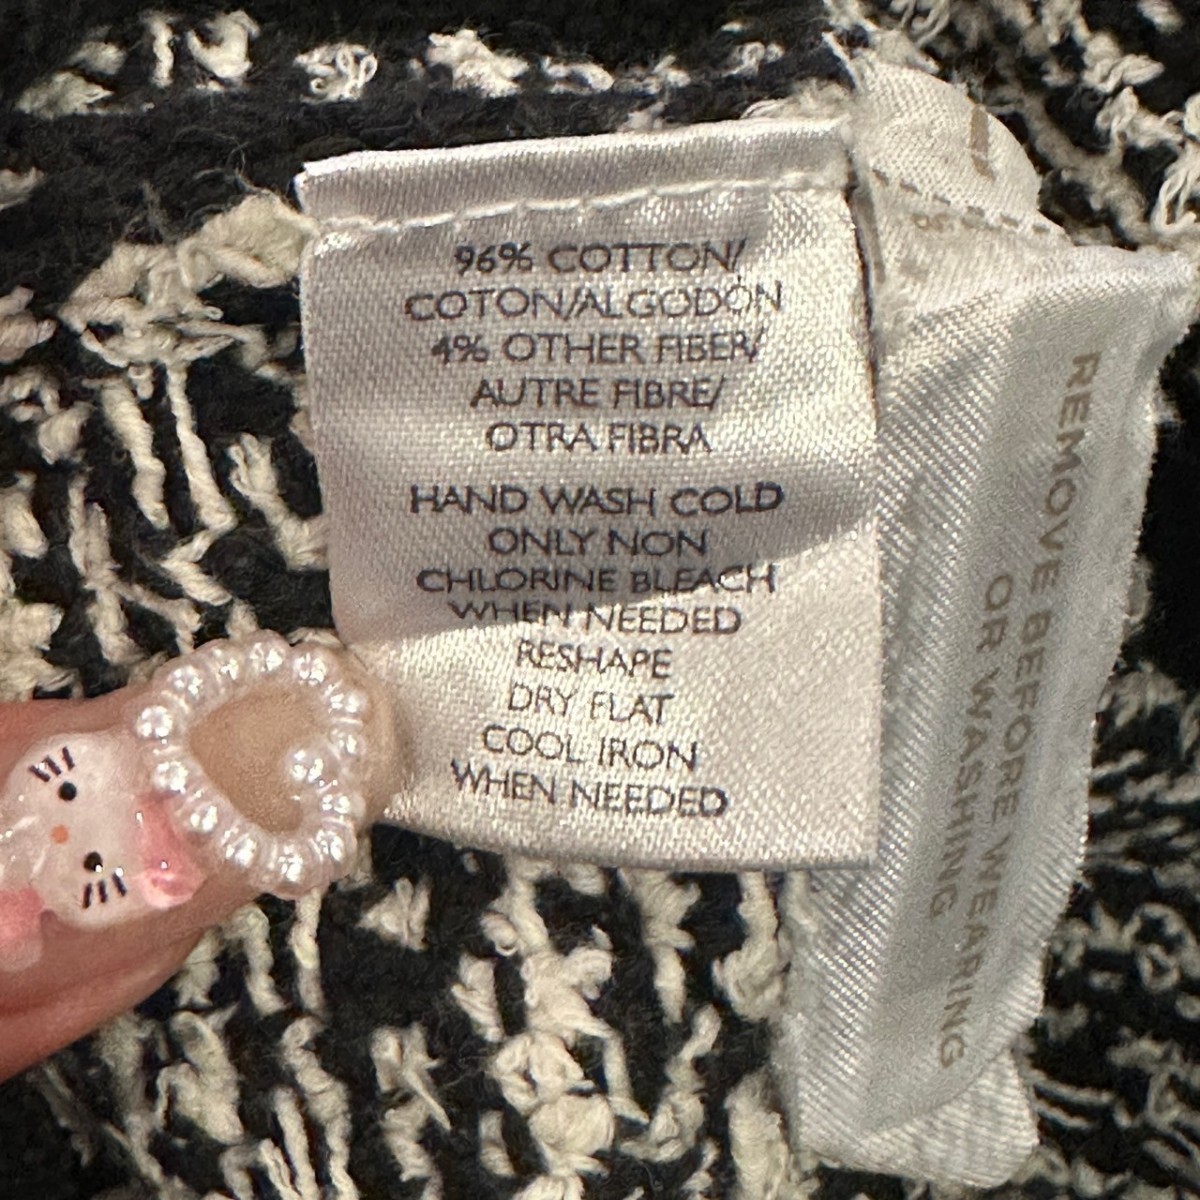 96% COTTON/
COTON/ALGODÓN
4% OTHER FIBER/
AUTRE FIBRE/
OTRA FIBRA
HAND WASH COLD
ONLY NON
CHLORINE BLEACH
WHEN NEEDED
RESHAPE
DRY FLAT
COOL IRON
WHEN NEEDED
REMOVE BEFORE WEARING
OR WASHING